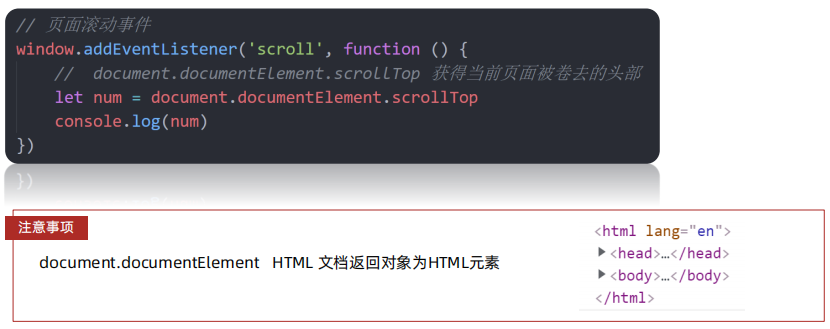 // 页面滚动事件
window.addEventListener('scroll', function () {
    //  document.documentElement.scrollTop 获得当前页面被卷去的头部
    let num = document.documentElement.scrollTop
    console.log(num)
})
注意事项
document.documentElement   HTML 文档返回对象为HTML元素
<html lang="en">
▶<head>…</head>
▶<body>…</body>
</html>